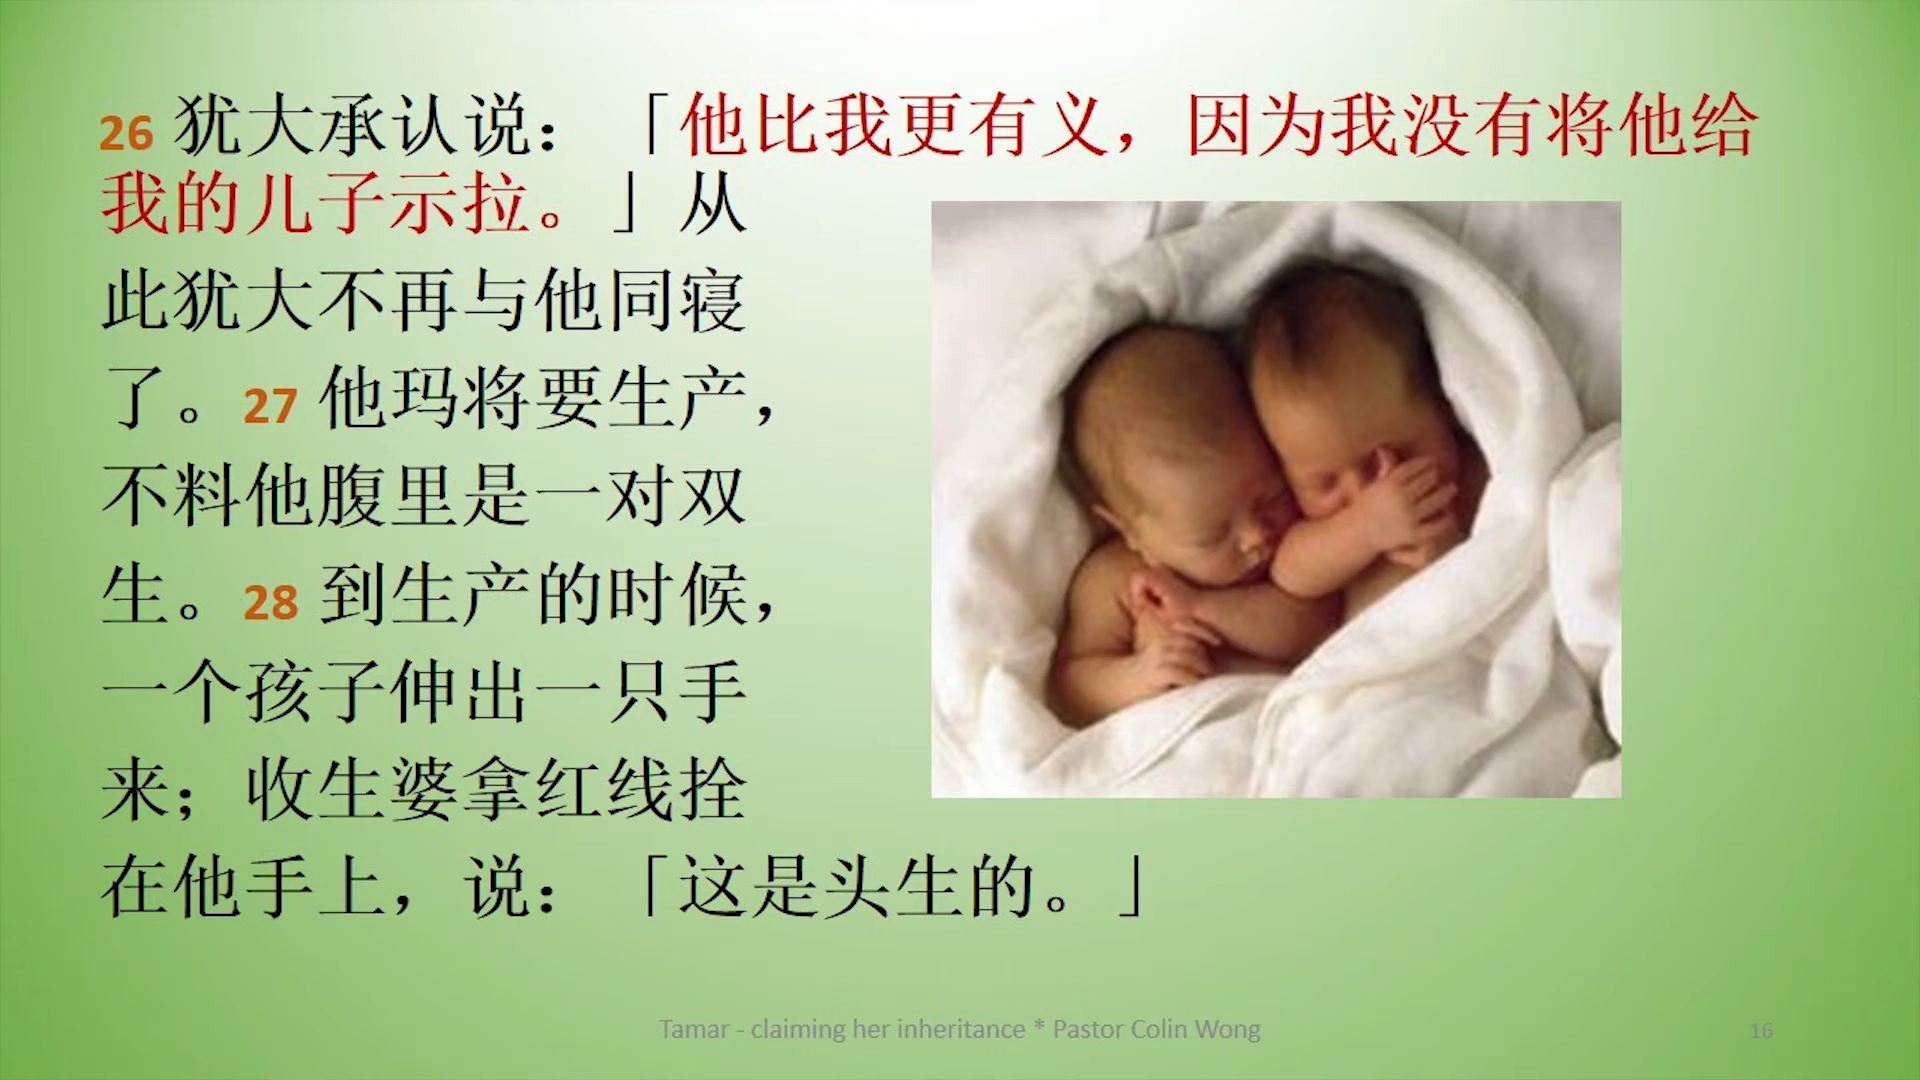 26 犹大承认说：「他比我更有义，因为我没有将他给
我的儿子示拉。」从
此犹大不再与他同寝
了。27 他玛将要生产，
不料他腹里是一对双
生。28 到生产的时候，
一个孩子伸出一只手
来；收生婆拿红线拴
在他手上，说：「这是头生的。」
Tamar - claiming her inheritance * Pastor Colin Wong
16